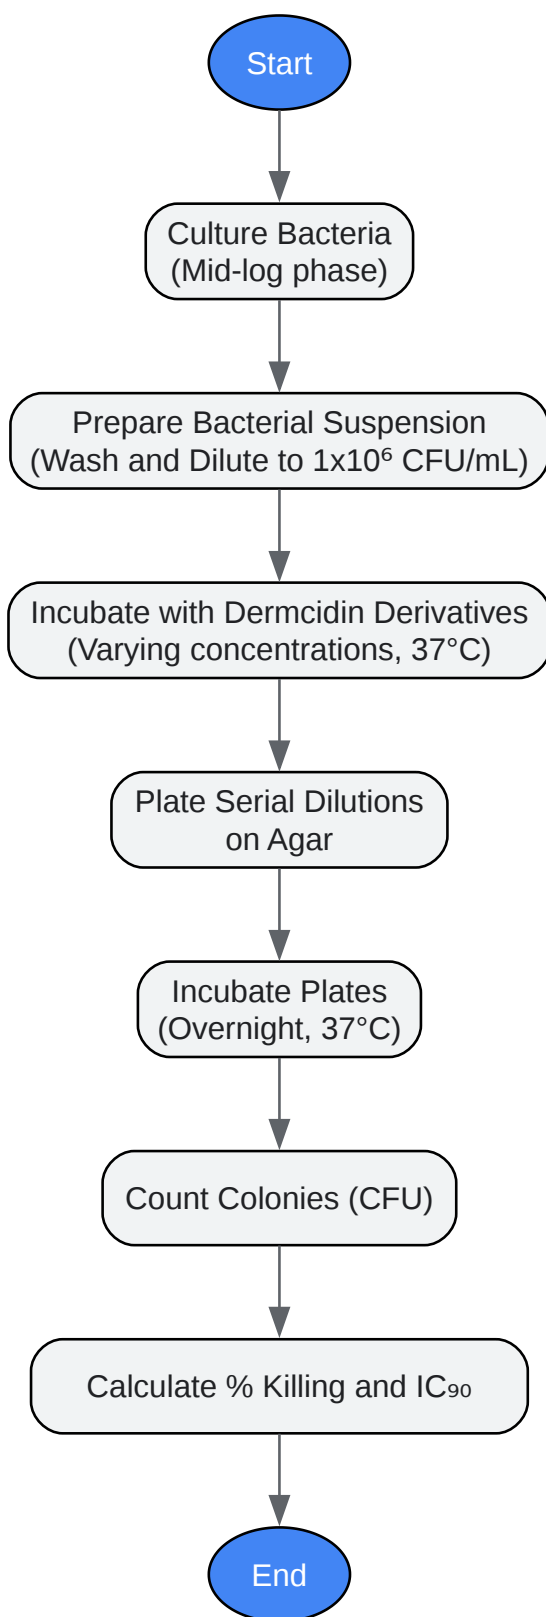 Start
Culture Bacteria
(Mid-log phase)
Prepare Bacterial Suspension
(Wash and Dilute to 1x10⁶ CFU/mL)
Incubate with Dermcidin Derivatives
(Varying concentrations, 37°C)
Plate Serial Dilutions
on Agar
Incubate Plates
(Overnight, 37°C)
Count Colonies (CFU)
Calculate % Killing and IC₉₀
End